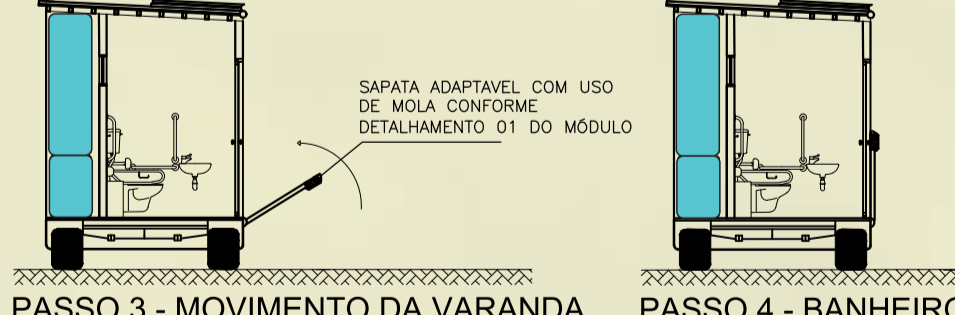 SAPATA ADAPTAVEL COM USO
DE MOLA CONFORME
DETALHAMENTO 01 DO MÓDULO
PASSO 3 - MOVIMENTO DA VARANDA
PASSO 4 - BANHEIRO